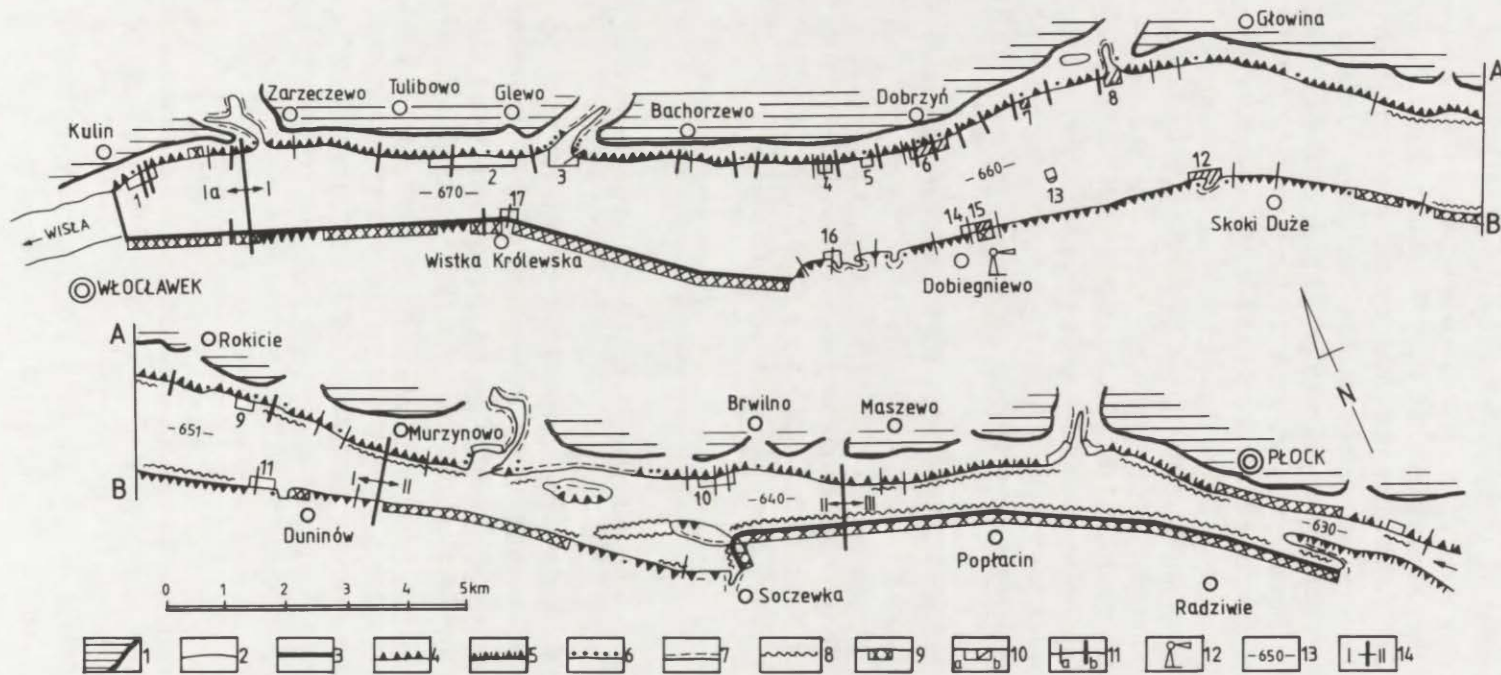 Głowina
A
Zarzeczewo Tulibowo Glewo Bachorzewo Dobrzyń 8
Kulin 7
1 Ia I 2 3 4 5 6 -660- 12
-670- 13
WISŁA 17 14 15 Skoki Duże B
Wistka Królewska 16
WŁOCŁAWEK Dobiegniewo
A Rokicie
Brwilno Maszewo N
-651- 9 Murzynowo PŁOCK
B 11 I II 10 -640- II III
Duninów -630-
Popłacin
0 1 2 3 4 5km Soczewka Radziwie
1 2 3 4 5 6 7 8 9 a b 10 a b 11 12 -650- 13 I II 14